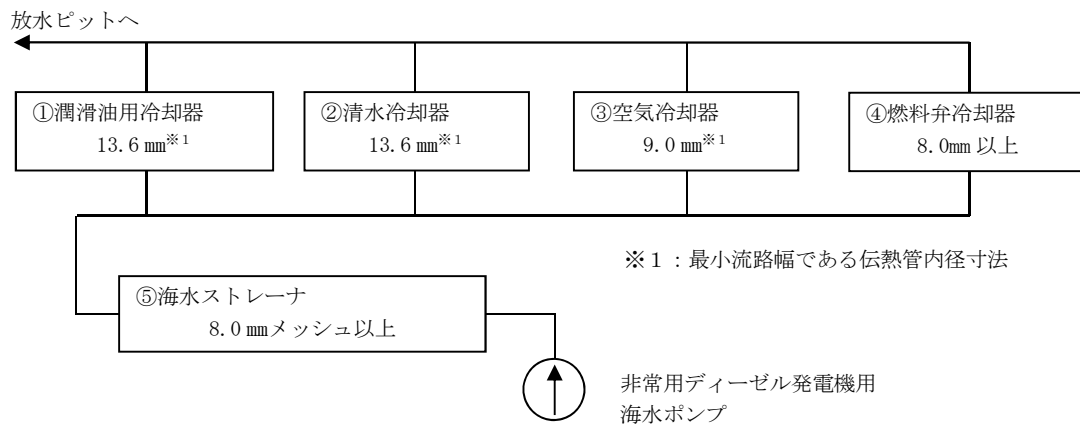 放水ピットへ
①潤滑油用冷却器
13.6 mm※1
②清水冷却器
13.6 mm※1
③空気冷却器
9.0 mm※1
④燃料弁冷却器
8.0mm 以上
※1：最小流路幅である伝熱管内径寸法
⑤海水ストレーナ
8.0 mmメッシュ以上
非常用ディーゼル発電機用
海水ポンプ